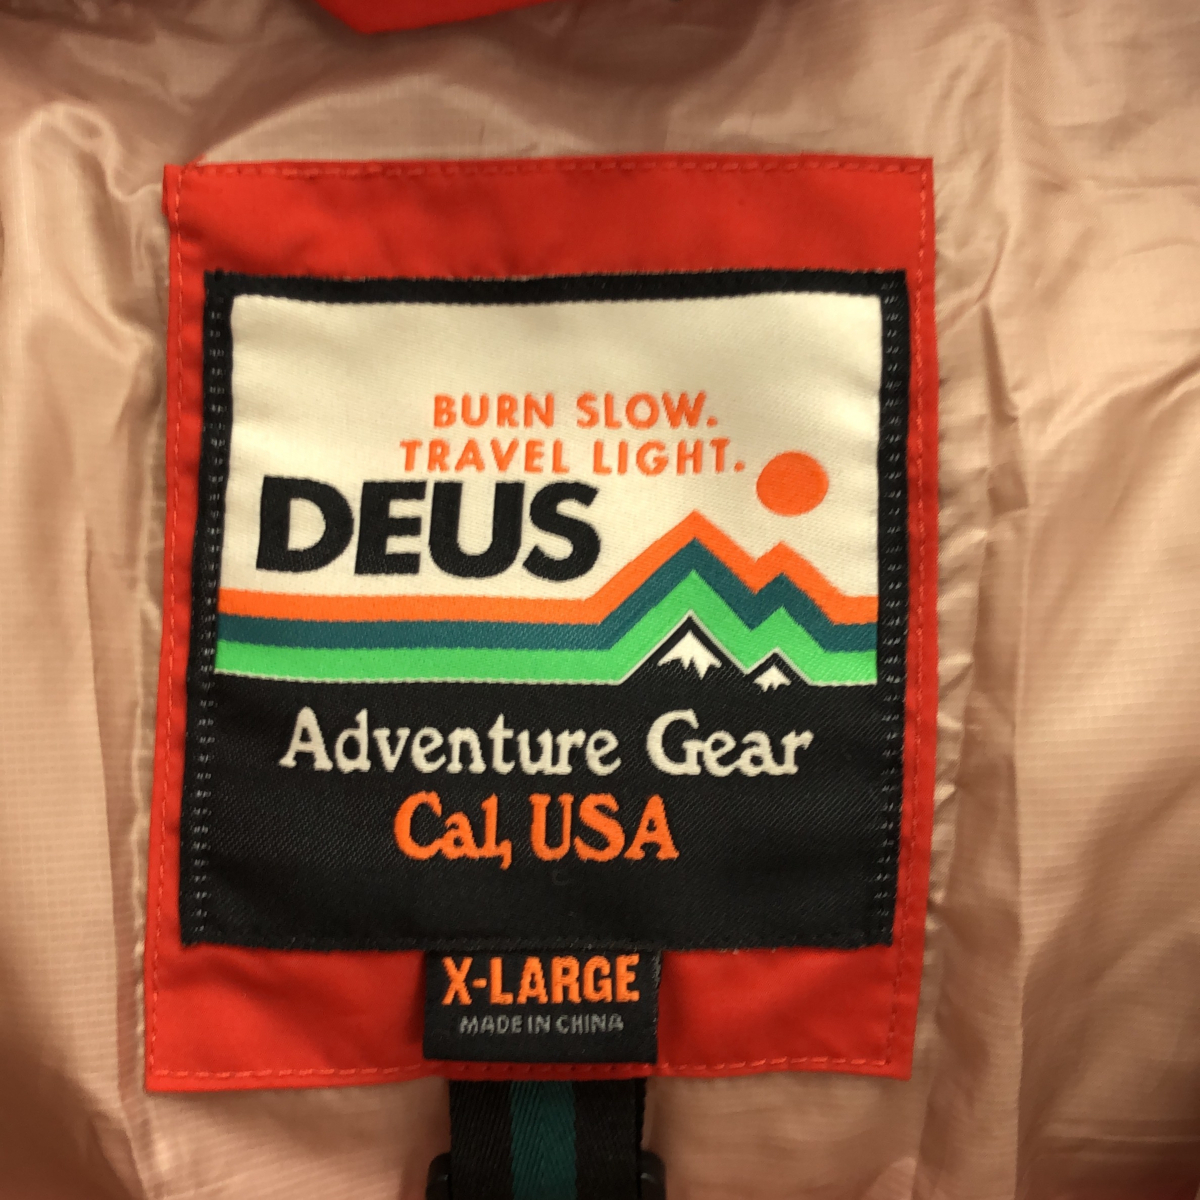 BURN SLOW.
TRAVEL LIGHT.
DEUS
Adventure Gear
Cal, USA
X-LARGE
MADE IN CHINA